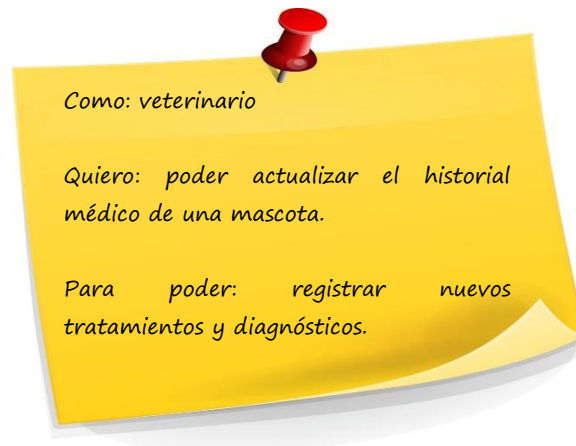 Como: veterinario
Quiero: poder actualizar el historial
médico de una mascota.
Para poder: registrar nuevos
tratamientos y diagnósticos.